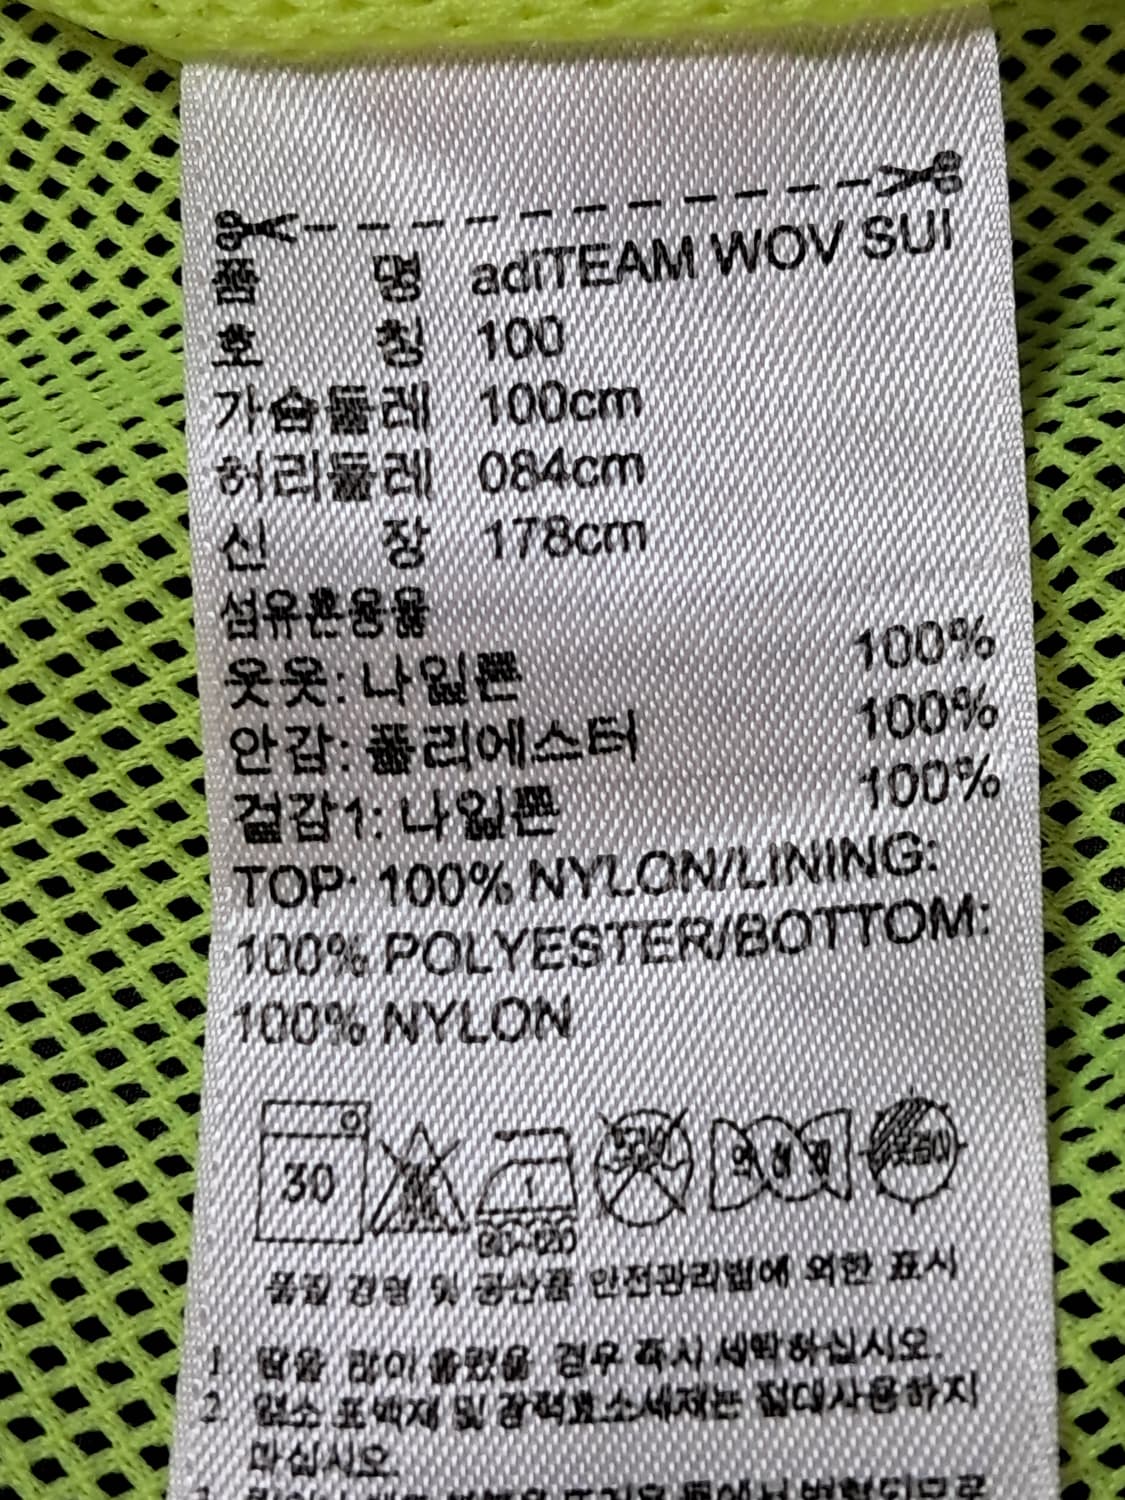 품 명 adiTEAM WOV SUI
호 칭 100
가슴둘레 100cm
허리둘레 084cm
신 장 178cm
섬유혼용율
웃옷: 나일론 100%
안감: 폴리에스터 100%
겉감1: 나일론 100%
TOP: 100% NYLON/LINING:
100% POLYESTER/BOTTOM:
100% NYLON
30
1
80~120
품질 경영 및 공산품 안전관리법에 의한 표시
1 땀을 많이 흘렸을 경우 즉시 세탁하십시오
2 염소 표백제 및 강력효소세제는 절대사용하지
마십시오